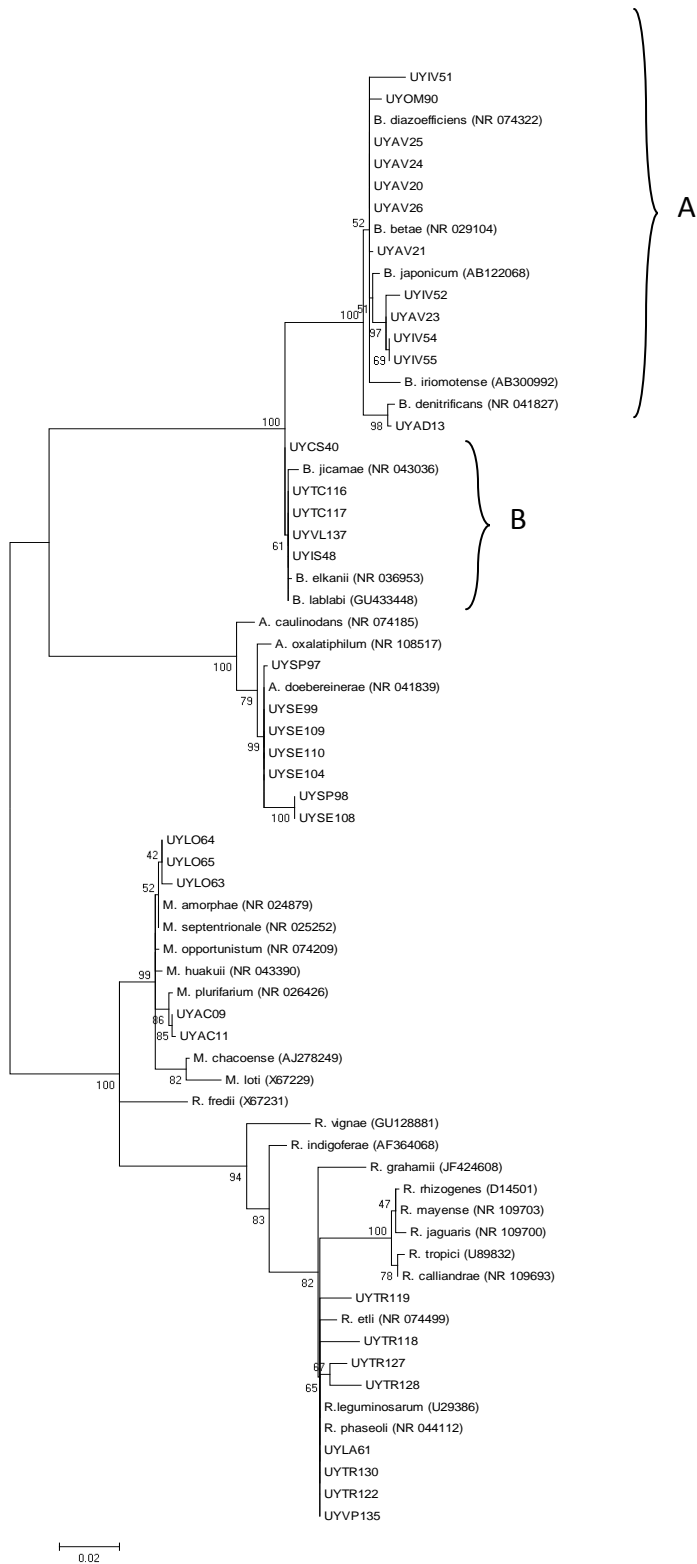 UYIV51
UYOM90
B. diazoefficiens (NR 074322)
UYAV25
UYAV24
UYAV20
UYAV26
52
B. betae (NR 029104)
UYAV21
B. japonicum (AB122068)
UYIV52
51
100
UYAV23
97
UYIV54
69
UYIV55
B. iriomotense (AB300992)
B. denitrificans (NR 041827)
98
UYAD13
A
100
UYCS40
B. jicamae (NR 043036)
UYTC116
UYTC117
UYVL137
61
UYIS48
B. elkanii (NR 036953)
B. lablabi (GU433448)
B
A. caulinodans (NR 074185)
A. oxalatiphilum (NR 108517)
100
UYSP97
A. doebereinerae (NR 041839)
79
UYSE99
UYSE109
99
UYSE110
UYSE104
UYSP98
100
UYSE108
UYLO64
42
UYLO65
UYLO63
52
M. amorphae (NR 024879)
M. septentrionale (NR 025252)
M. opportunistum (NR 074209)
99
M. huakuii (NR 043390)
M. plurifarium (NR 026426)
UYAC09
86
85
UYAC11
M. chacoense (AJ278249)
82
M. loti (X67229)
100
R. fredii (X67231)
R. vignae (GU128881)
R. indigoferae (AF364068)
94
R. grahamii (JF424608)
R. rhizogenes (D14501)
47
R. mayense (NR 109703)
83
100
R. jaguaris (NR 109700)
R. tropici (U89832)
78
R. calliandrae (NR 109693)
82
UYTR119
R. etli (NR 074499)
UYTR118
67
UYTR127
65
UYTR128
R.leguminosarum (U29386)
R. phaseoli (NR 044112)
UYLA61
UYTR130
UYTR122
UYVP135
0.02